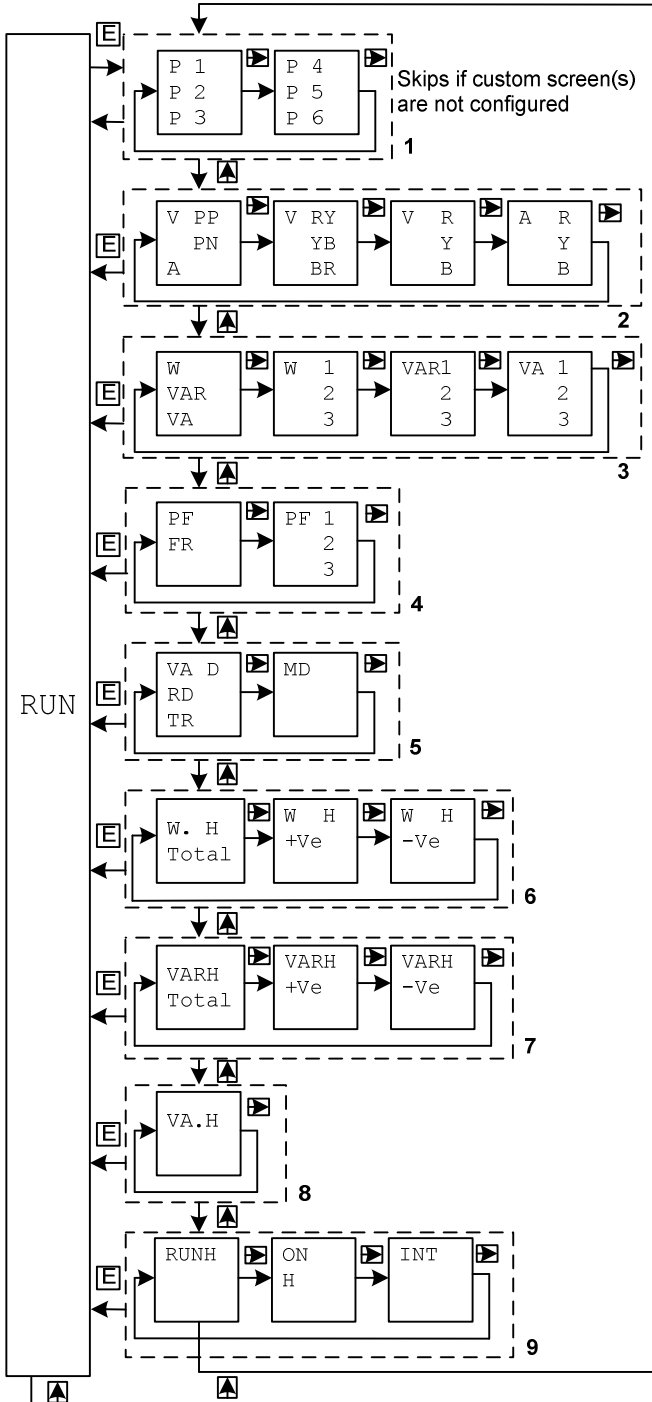 E
P 1
P 2
P 3
P 4
P 5
P 6
Skips if custom screen(s)
are not configured
1
V PP
PN
A
V RY
YB
BR
V R
Y
B
A R
Y
B
E
2
W
VAR
VA
W 1
2
3
VAR1
2
3
VA 1
2
3
E
3
PF
FR
PF 1
2
3
E
4
RUN
VA D
RD
TR
MD
E
5
W. H
Total
W H
+Ve
W H
-Ve
E
6
VARH
Total
VARH
+Ve
VARH
-Ve
E
7
VA.H
E
8
RUNH
ON
H
INT
E
9